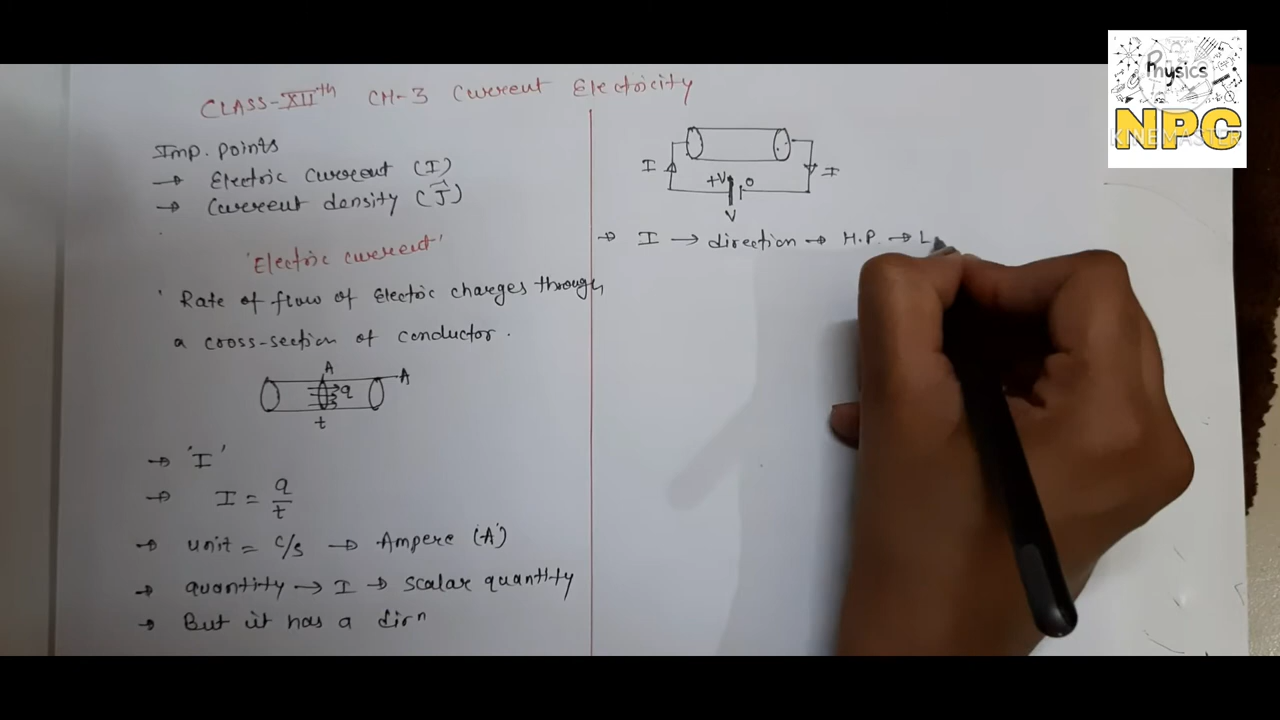 CLASS-XIIth CH-3 Current Electricity
Imp. points
→ Electric Current (I)
→ Current density (J⃗)
'Electric current'
Rate of flow of Electric charges through
a cross-section of conductor.
A
A
q
t
→ 'I'
→ I = q/t
→ unit = C/s → Ampere (A)
→ quantity → I → scalar quantity
→ But it has a dirn
I
+V
0
I
V
⇒ I → direction → H.P. → L
Physics
NPC
KINEMASTER